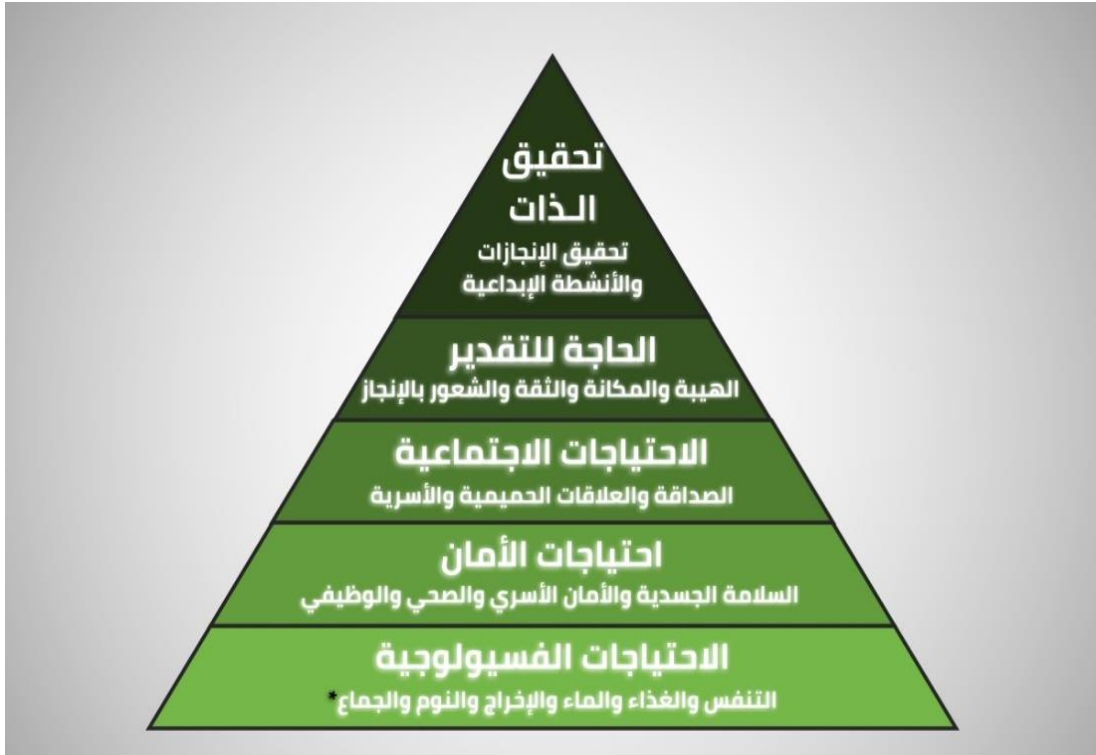 تحقيق
الـذات
تحقيق الإنجازات
والأنشطة الإبداعية
الحاجة للتقدير
الهيبة والمكانة والثقة والشعور بالإنجاز
الاحتياجات الاجتماعية
الصداقة والعلاقات الحميمية والأسرية
احتياجات الأمان
السلامة الجسدية والأمان الأسري والصحي والوظيفي
الاحتياجات الفسيولوجية
التنفس والغذاء والماء والإخراج والنوم والجماع*